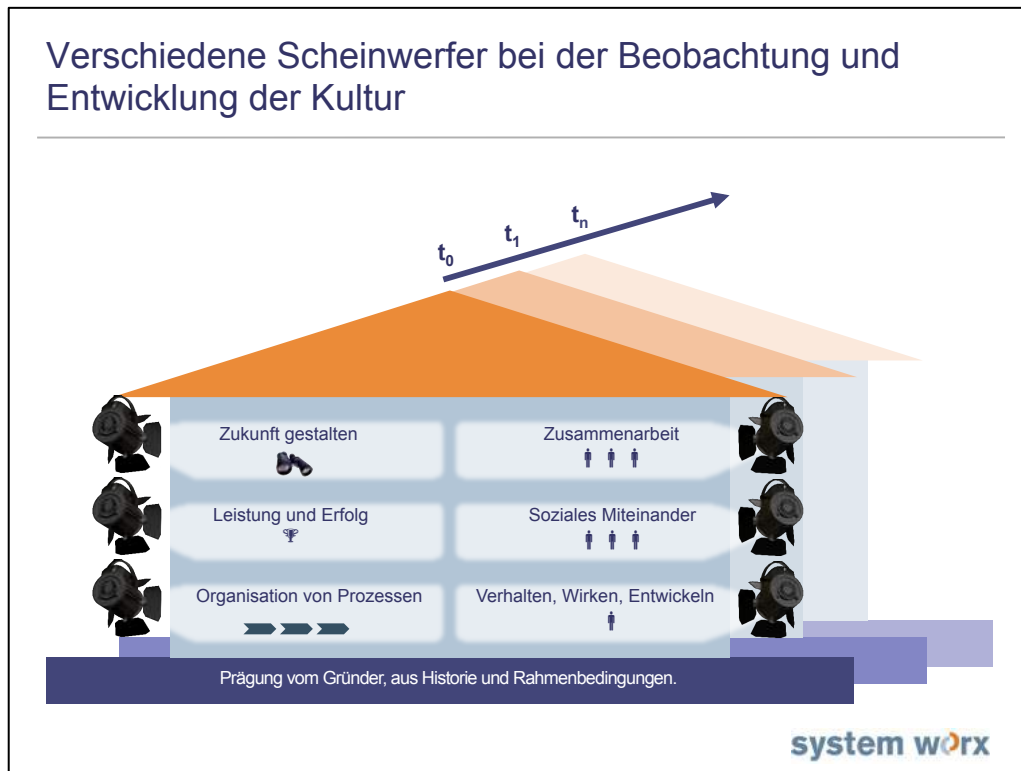 Verschiedene Scheinwerfer bei der Beobachtung und
Entwicklung der Kultur
t0
t1
tn
Zukunft gestalten
Zusammenarbeit
Leistung und Erfolg
Soziales Miteinander
Organisation von Prozessen
Verhalten, Wirken, Entwickeln
Prägung vom Gründer, aus Historie und Rahmenbedingungen.
system worx